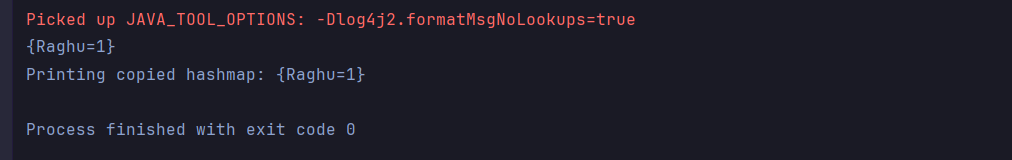 Picked up JAVA_TOOL_OPTIONS: -Dlog4j2.formatMsgNoLookups=true
{Raghu=1}
Printing copied hashmap: {Raghu=1}
Process finished with exit code 0